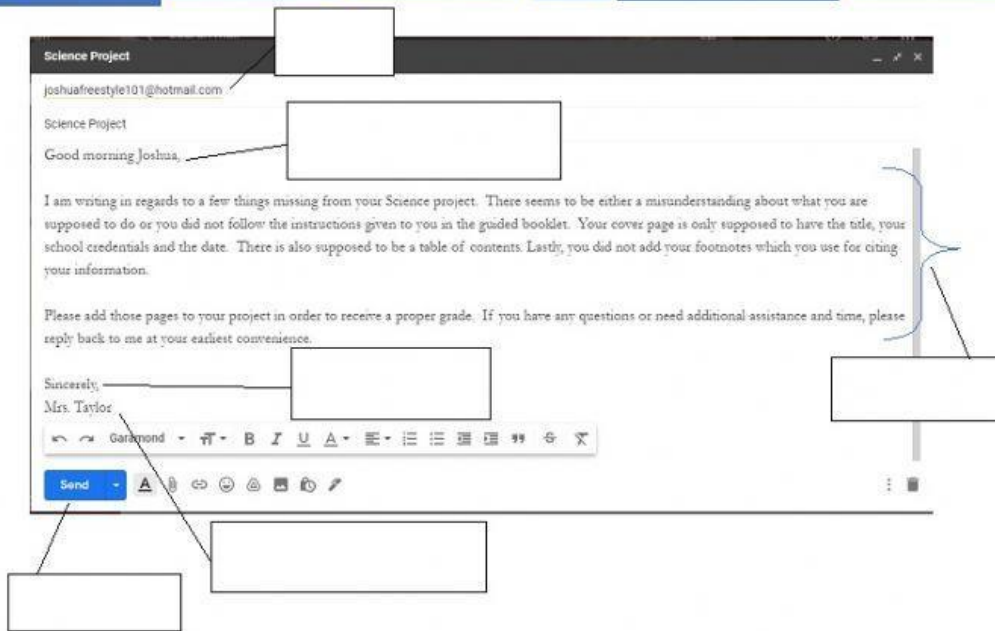 Science Project
joshuafreestyle101@hotmail.com
Science Project
Good morning Joshua,
I am writing in regards to a few things missing from your Science project. There seems to be either a misunderstanding about what you are
supposed to do or you did not follow the instructions given to you in the guided booklet. Your cover page is only supposed to have the title, your
school credentials and the date. There is also supposed to be a table of contents. Lastly, you did not add your footnotes which you use for citing
your information.
Please add those pages to your project in order to receive a proper grade. If you have any questions or need additional assistance and time, please
reply back to me at your earliest convenience.
Sincerely,
Mrs. Taylor
Garamond
Send